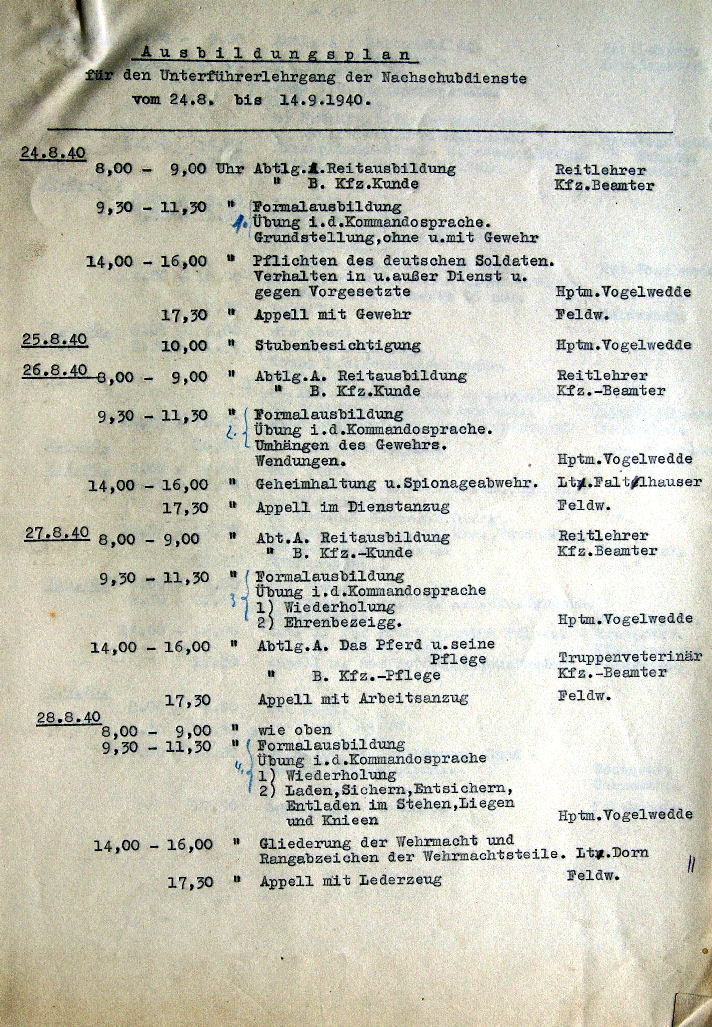 Ausbildungsplan
für den Unterführerlehrgang der Nachschubdienste
vom 24.8. bis 14.9.1940.
24.8.40
8,00 - 9,00 Uhr Abtlg.A.Reitausbildung Reitlehrer
" B. Kfz.Kunde Kfz.Beamter
9,30 - 11,30 " Formalausbildung
1. Übung i.d.Kommandosprache.
Grundstellung,ohne u.mit Gewehr
14,00 - 16,00 " Pflichten des deutschen Soldaten.
Verhalten in u.außer Dienst u.
gegen Vorgesetzte Hptm.Vogelwedde
17,30 " Appell mit Gewehr Feldw.
25.8.40 10,00 " Stubenbesichtigung Hptm.Vogelwedde
26.8.40 8,00 - 9,00 " Abtlg.A. Reitausbildung Reitlehrer
" B. Kfz.Kunde Kfz.-Beamter
9,30 - 11,30 " Formalausbildung
2. Übung i.d.Kommandosprache.
Umhängen des Gewehrs.
Wendungen. Hptm.Vogelwedde
14,00 - 16,00 " Geheimhaltung u.Spionageabwehr. Lt.Faltlhauser
17,30 " Appell im Dienstanzug Feldw.
27.8.40 8,00 - 9,00 " Abt.A. Reitausbildung Reitlehrer
" B. Kfz.-Kunde Kfz.Beamter
9,30 - 11,30 " Formalausbildung
3 Übung i.d.Kommandosprache
1) Wiederholung
2) Ehrenbezeigg. Hptm.Vogelwedde
14,00 - 16,00 " Abtlg.A. Das Pferd u.seine
Pflege Truppenveterinär
" B. Kfz.-Pflege Kfz.-Beamter
17,30 Appell mit Arbeitsanzug Feldw.
28.8.40
8,00 - 9,00 " wie oben
9,30 - 11,30 " Formalausbildung
4. Übung i.d.Kommandosprache
1) Wiederholung
2) Laden,Sichern,Entsichern,
Entladen im Stehen,Liegen
und Knieen Hptm.Vogelwedde
14,00 - 16,00 " Gliederung der Wehrmacht und
Rangabzeichen der Wehrmachtsteile. Lt.Dorn
17,30 " Appell mit Lederzeug Feldw.